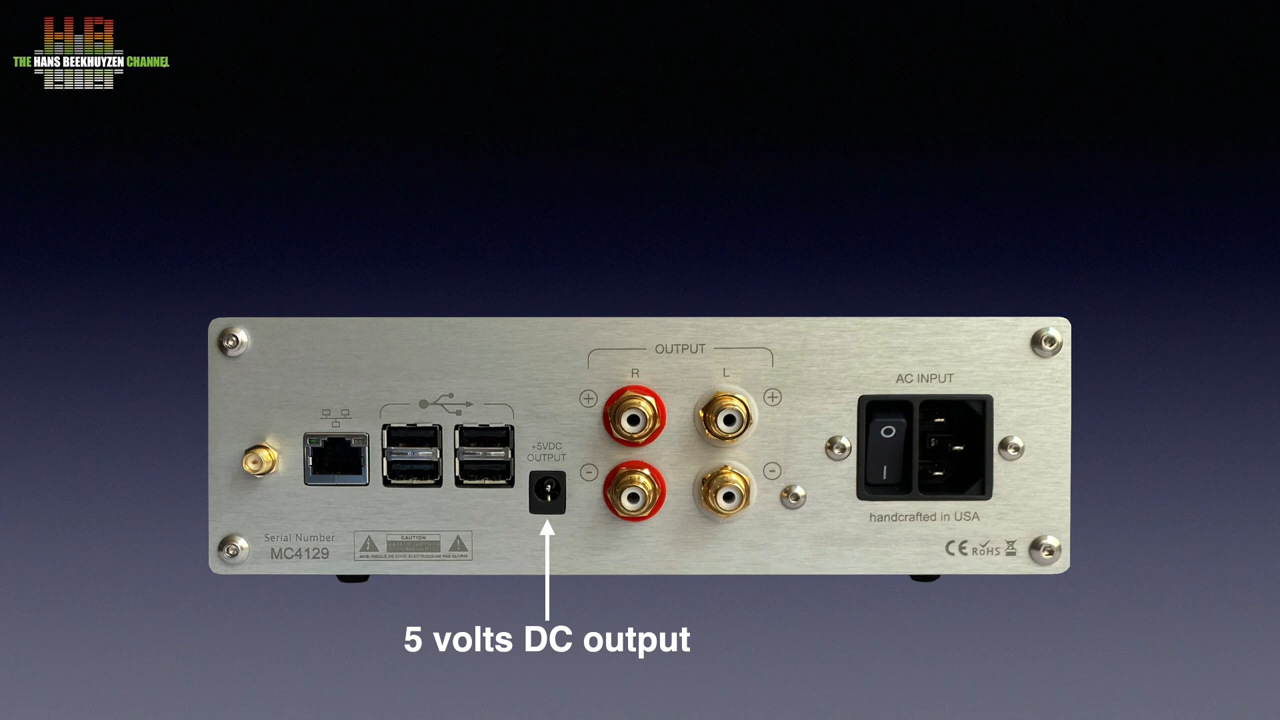 THE HANS BEEKHUYZEN CHANNEL
OUTPUT
R
L
+5VDC
OUTPUT
AC INPUT
handcrafted in USA
Serial Number
MC4129
CAUTION
CE RoHS
5 volts DC output